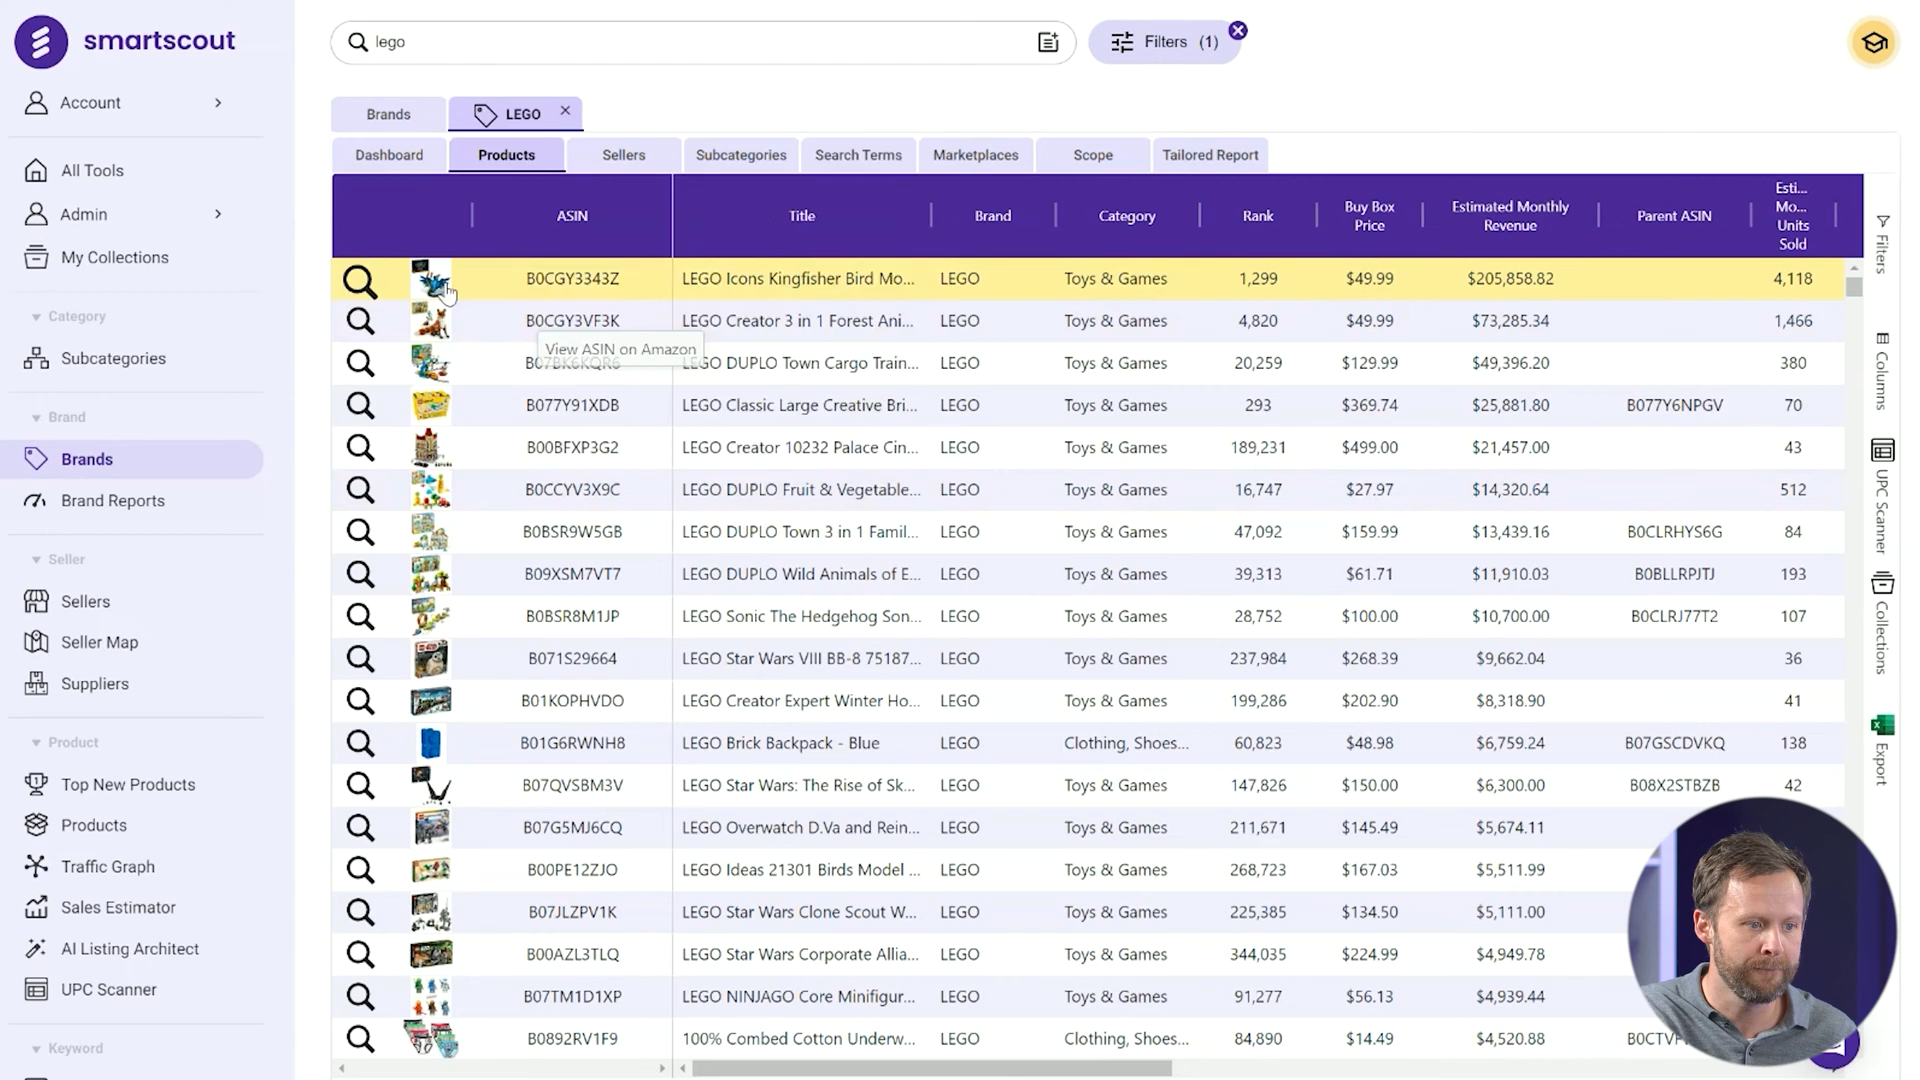 smartscout
lego
Filters (1)
Account
All Tools
Admin
My Collections
Category
Subcategories
Brand
Brands
Brand Reports
Seller
Sellers
Seller Map
Suppliers
Product
Top New Products
Products
Traffic Graph
Sales Estimator
AI Listing Architect
UPC Scanner
Keyword
Brands LEGO
Dashboard Products Sellers Subcategories Search Terms Marketplaces Scope Tailored Report
ASIN Title Brand Category Rank Buy Box Price Estimated Monthly Revenue Parent ASIN Esti... Mo... Units Sold
B0CGY3343Z LEGO Icons Kingfisher Bird Mo... LEGO Toys & Games 1,299 $49.99 $205,858.82 4,118
B0CGY3VF3K LEGO Creator 3 in 1 Forest Ani... LEGO Toys & Games 4,820 $49.99 $73,285.34 1,466
View ASIN on Amazon
B07BK6KQR6 LEGO DUPLO Town Cargo Train... LEGO Toys & Games 20,259 $129.99 $49,396.20 380
B077Y91XDB LEGO Classic Large Creative Bri... LEGO Toys & Games 293 $369.74 $25,881.80 B077Y6NPGV 70
B00BFXP3G2 LEGO Creator 10232 Palace Cin... LEGO Toys & Games 189,231 $499.00 $21,457.00 43
B0CCYV3X9C LEGO DUPLO Fruit & Vegetable... LEGO Toys & Games 16,747 $27.97 $14,320.64 512
B0BSR9W5GB LEGO DUPLO Town 3 in 1 Famil... LEGO Toys & Games 47,092 $159.99 $13,439.16 B0CLRHYS6G 84
B09XSM7VT7 LEGO DUPLO Wild Animals of E... LEGO Toys & Games 39,313 $61.71 $11,910.03 B0BLLRPJTJ 193
B0BSR8M1JP LEGO Sonic The Hedgehog Son... LEGO Toys & Games 28,752 $100.00 $10,700.00 B0CLRJ77T2 107
B071S29664 LEGO Star Wars VIII BB-8 75187... LEGO Toys & Games 237,984 $268.39 $9,662.04 36
B01KOPHVDO LEGO Creator Expert Winter Ho... LEGO Toys & Games 199,286 $202.90 $8,318.90 41
B01G6RWNH8 LEGO Brick Backpack - Blue LEGO Clothing, Shoes... 60,823 $48.98 $6,759.24 B07GSCDVKQ 138
B07QVSBM3V LEGO Star Wars: The Rise of Sk... LEGO Toys & Games 147,826 $150.00 $6,300.00 B08X2STBZB 42
B07G5MJ6CQ LEGO Overwatch D.Va and Rein... LEGO Toys & Games 211,671 $145.49 $5,674.11
B00PE12ZJO LEGO Ideas 21301 Birds Model ... LEGO Toys & Games 268,723 $167.03 $5,511.99
B07JLZPV1K LEGO Star Wars Clone Scout W... LEGO Toys & Games 225,385 $134.50 $5,111.00
B00AZL3TLQ LEGO Star Wars Corporate Allia... LEGO Toys & Games 344,035 $224.99 $4,949.78
B07TM1D1XP LEGO NINJAGO Core Minifigur... LEGO Toys & Games 91,277 $56.13 $4,939.44
B0892RV1F9 100% Combed Cotton Underw... LEGO Clothing, Shoes... 84,890 $14.49 $4,520.88
Filters
Columns
UPC Scanner
Collections
Export